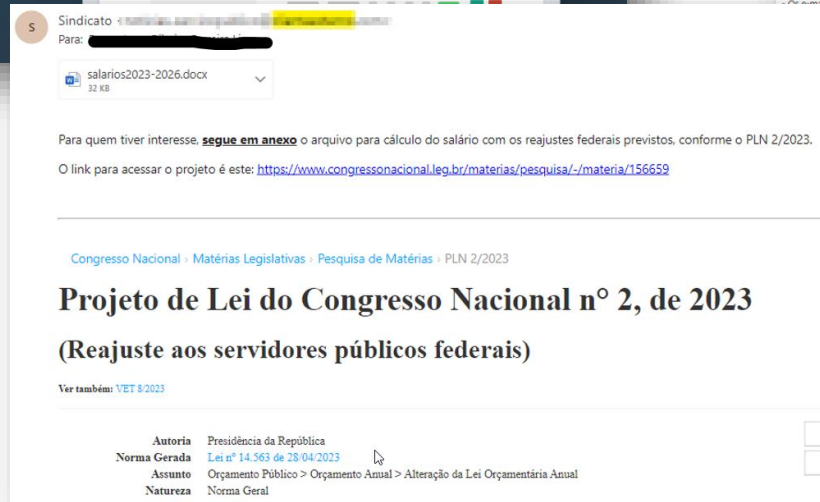 S
Sindicato
Para:
salarios2023-2026.docx
32 KB
Para quem tiver interesse, segue em anexo o arquivo para cálculo do salário com os reajustes federais previstos, conforme o PLN 2/2023.
O link para acessar o projeto é este: https://www.congressonacional.leg.br/materias/pesquisa/-/materia/156659
Congresso Nacional › Matérias Legislativas › Pesquisa de Matérias › PLN 2/2023
Projeto de Lei do Congresso Nacional n° 2, de 2023
(Reajuste aos servidores públicos federais)
Ver também: VET 8/2023
Autoria Presidência da República
Norma Gerada Lei nº 14.563 de 28/04/2023
Assunto Orçamento Público > Orçamento Anual > Alteração da Lei Orçamentária Anual
Natureza Norma Geral